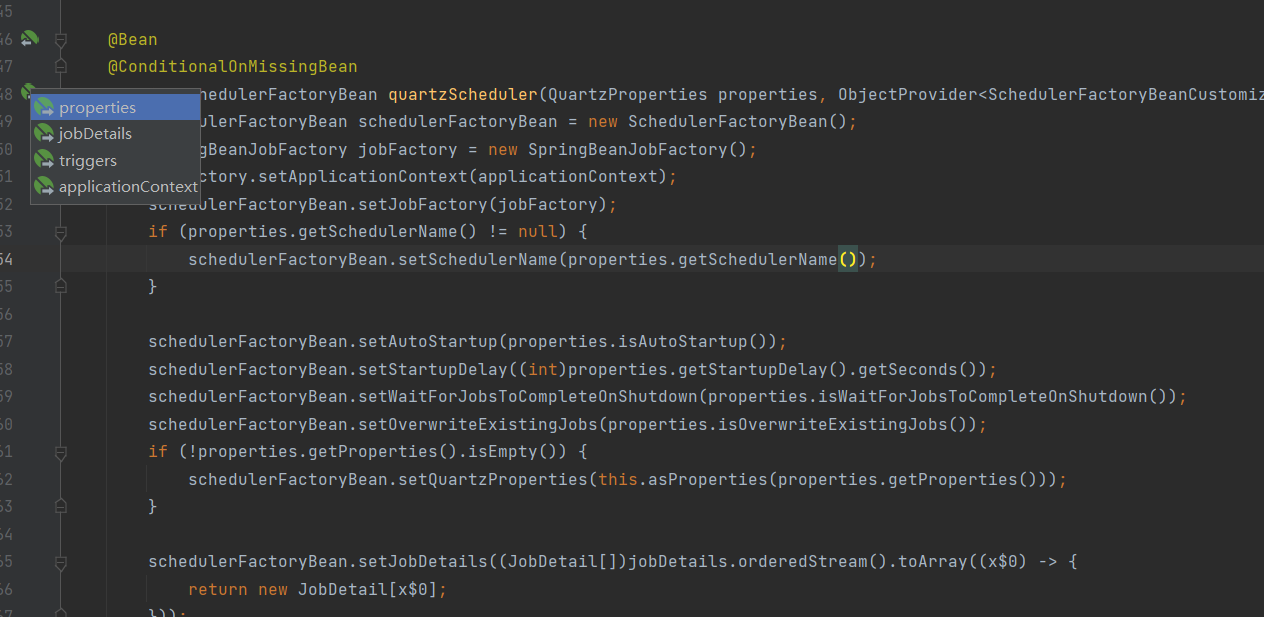 45
46 @Bean
47 @ConditionalOnMissingBean
48 hedulerFactoryBean quartzScheduler(QuartzProperties properties, ObjectProvider<SchedulerFactoryBeanCustomiz
properties
49 ulerFactoryBean schedulerFactoryBean = new SchedulerFactoryBean();
jobDetails
50 gBeanJobFactory jobFactory = new SpringBeanJobFactory();
triggers
51 ctory.setApplicationContext(applicationContext);
applicationContext
52 schedulerFactoryBean.setJobFactory(jobFactory);
53 if (properties.getSchedulerName() != null) {
54 schedulerFactoryBean.setSchedulerName(properties.getSchedulerName());
55 }
56
57 schedulerFactoryBean.setAutoStartup(properties.isAutoStartup());
58 schedulerFactoryBean.setStartupDelay((int)properties.getStartupDelay().getSeconds());
59 schedulerFactoryBean.setWaitForJobsToCompleteOnShutdown(properties.isWaitForJobsToCompleteOnShutdown());
60 schedulerFactoryBean.setOverwriteExistingJobs(properties.isOverwriteExistingJobs());
61 if (!properties.getProperties().isEmpty()) {
62 schedulerFactoryBean.setQuartzProperties(this.asProperties(properties.getProperties()));
63 }
64
65 schedulerFactoryBean.setJobDetails((JobDetail[])jobDetails.orderedStream().toArray((x$0) -> {
66 return new JobDetail[x$0];
67 }));